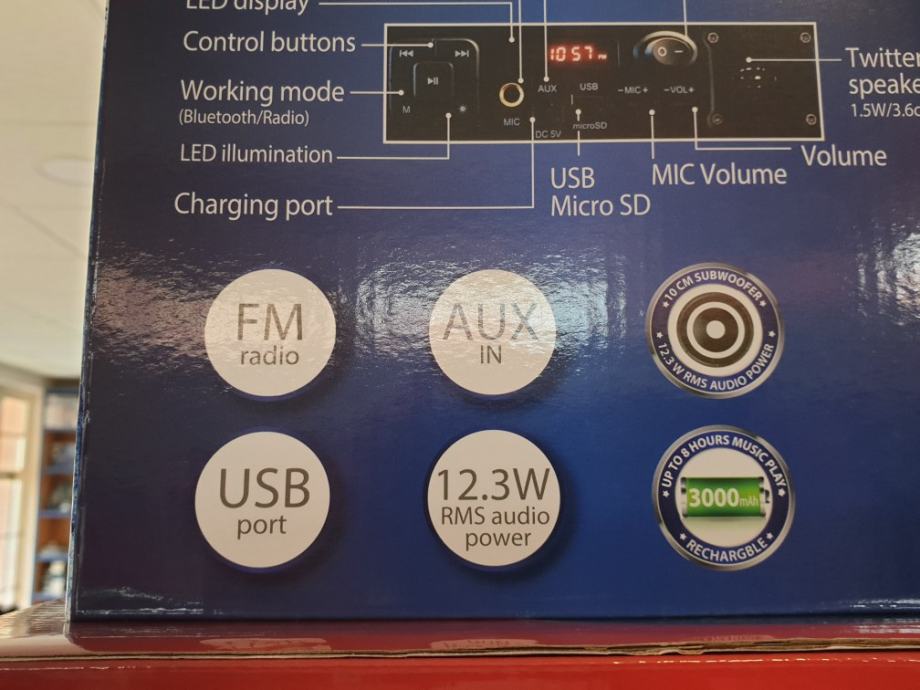 LED display
Control buttons
Working mode
(Bluetooth/Radio)
LED illumination
Charging port
M
MIC
10 57
AUX
USB
DC 5V
microSD
-MIC+
-VOL+
USB
Micro SD
MIC Volume
Volume
Twitter
speake
1.5W/3.6
FM
radio
AUX
IN
10 CM SUBWOOFER
12.3 W RMS AUDIO POWER
USB
port
12.3W
RMS audio
power
UP TO 8 HOURS MUSIC PLAY
3000mAh
RECHARGBLE